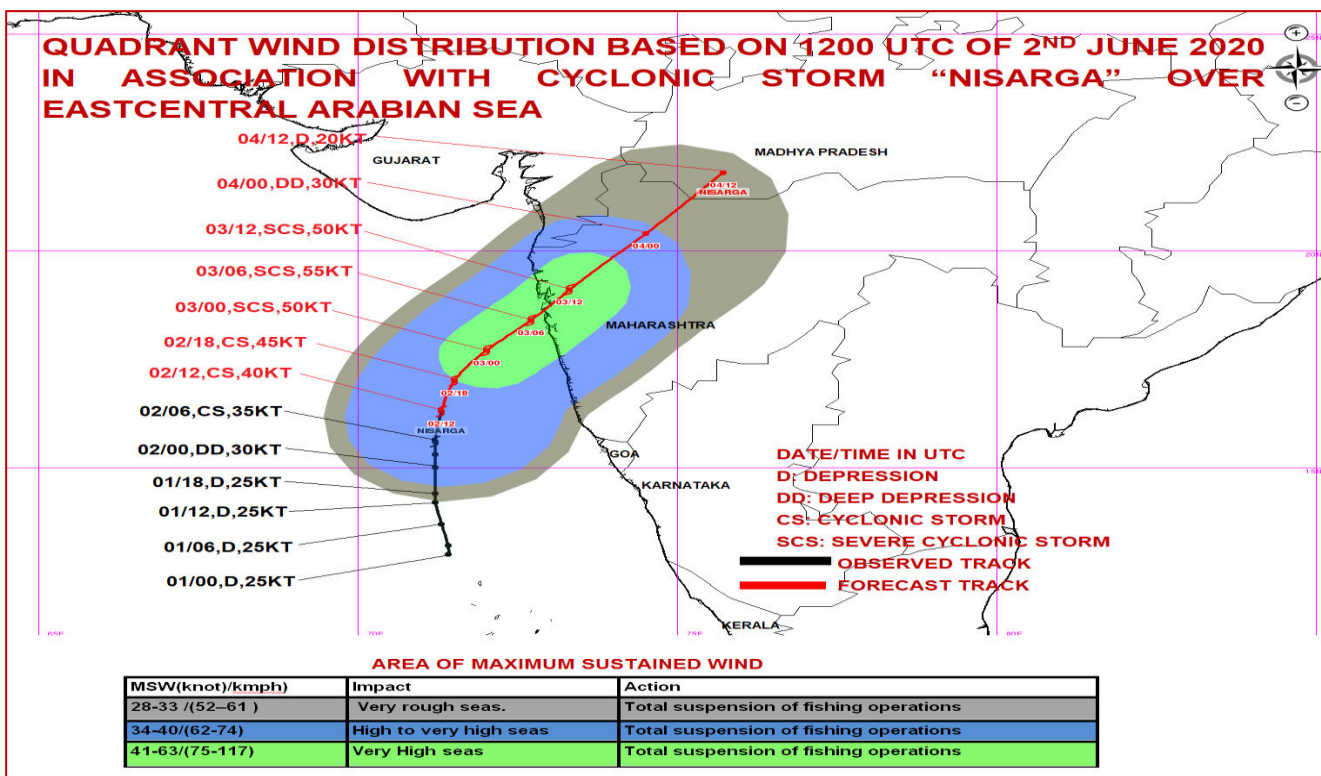 QUADRANT WIND DISTRIBUTION BASED ON 1200 UTC OF 2ND JUNE 2020
IN ASSOCIATION WITH CYCLONIC STORM “NISARGA” OVER
EASTCENTRAL ARABIAN SEA
25N
04/12,D,20KT
GUJARAT
MADHYA PRADESH
04/00,DD,30KT
04/12
NISARGA
03/12,SCS,50KT
04/00
20N
03/06,SCS,55KT
03/12
03/00,SCS,50KT
03/06
MAHARASHTRA
02/18,CS,45KT
03/00
02/12,CS,40KT
02/18
02/06,CS,35KT
02/12
NISARGA
02/00,DD,30KT
GOA
15N
01/18,D,25KT
KARNATAKA
01/12,D,25KT
01/06,D,25KT
01/00,D,25KT
KERALA
DATE/TIME IN UTC
D: DEPRESSION
DD: DEEP DEPRESSION
CS: CYCLONIC STORM
SCS: SEVERE CYCLONIC STORM
OBSERVED TRACK
FORECAST TRACK
65E 70E 75E 80E
AREA OF MAXIMUM SUSTAINED WIND
MSW(knot)/kmph) Impact Action
28-33 /(52–61 ) Very rough seas. Total suspension of fishing operations
34-40/(62-74) High to very high seas Total suspension of fishing operations
41-63/(75-117) Very High seas Total suspension of fishing operations